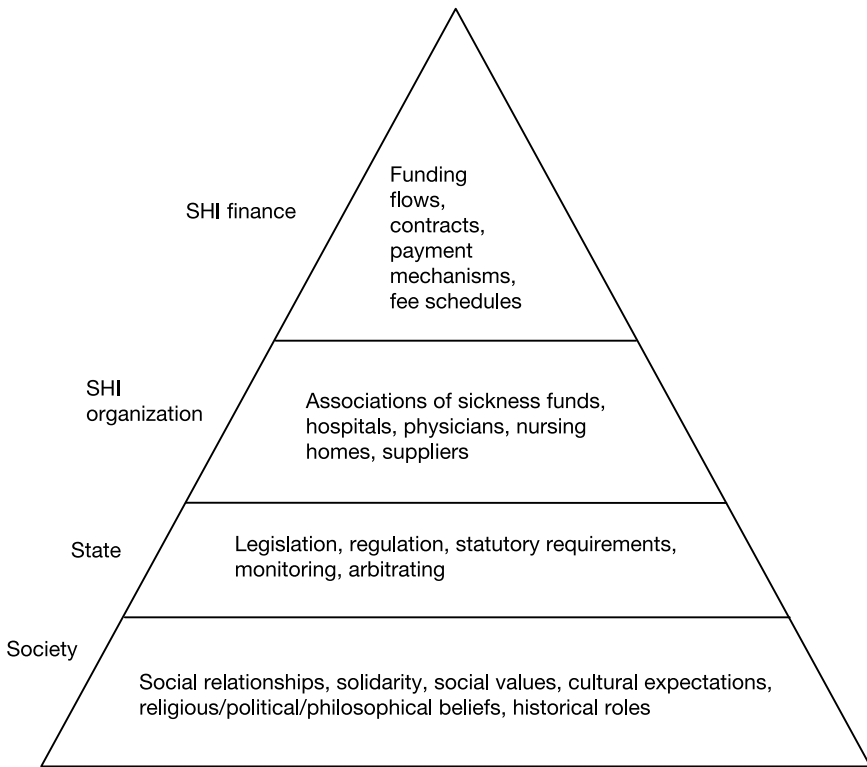 SHI finance
Funding
flows,
contracts,
payment
mechanisms,
fee schedules
SHI
organization
Associations of sickness funds,
hospitals, physicians, nursing
homes, suppliers
State
Legislation, regulation, statutory requirements,
monitoring, arbitrating
Society
Social relationships, solidarity, social values, cultural expectations,
religious/political/philosophical beliefs, historical roles